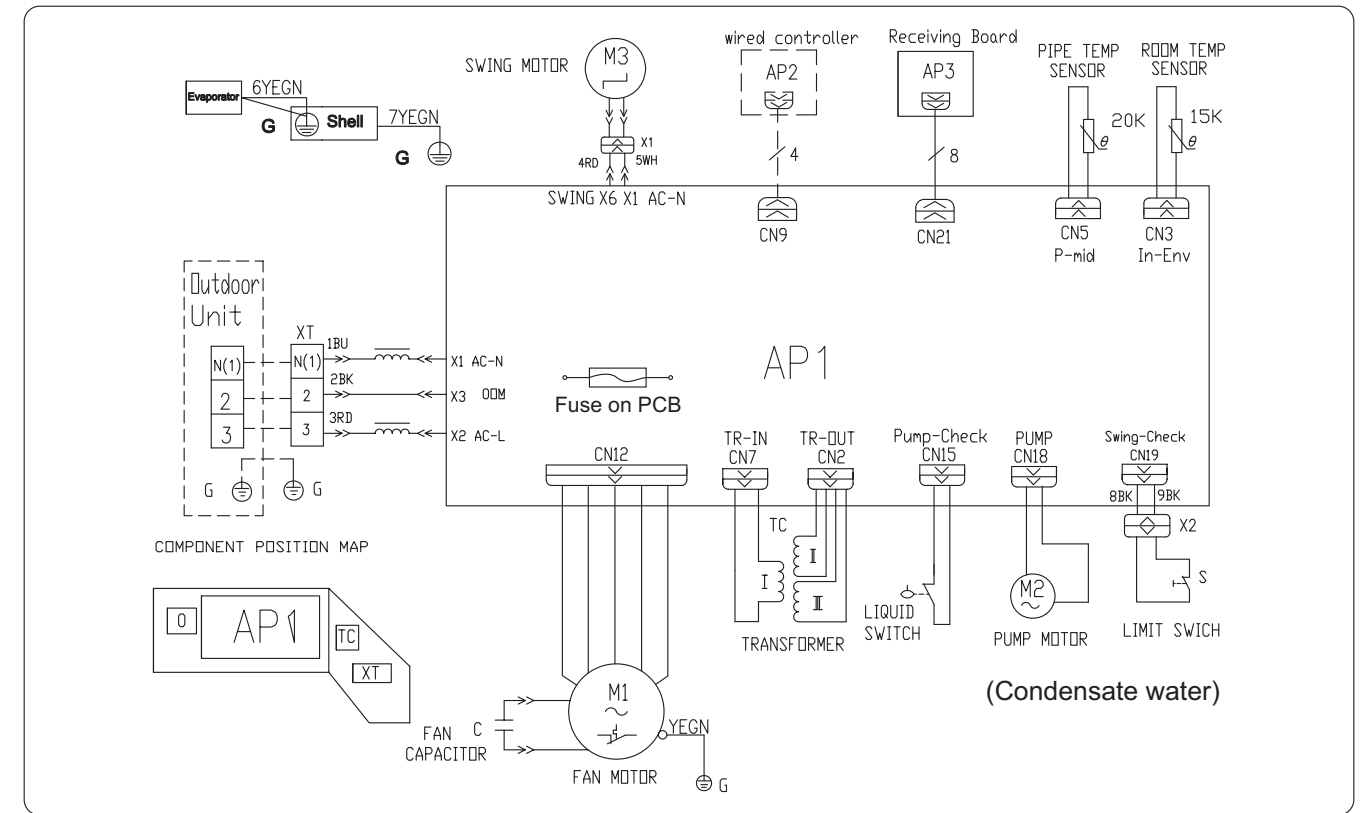 wired controller
Receiving Board
PIPE TEMP
SENSOR
ROOM TEMP
SENSOR
SWING MOTOR
M3
AP2
AP3
Evaporator
6YEGN
G
Shell
7YEGN
G
20K
θ
15K
θ
X1
4RD
5WH
4
8
SWING X6 X1 AC-N
CN9
CN21
CN5
P-mid
CN3
In-Env
Outdoor
Unit
XT
N(1)
N(1)
1BU
X1 AC-N
2
2
2BK
X3 OOM
3
3
3RD
X2 AC-L
G
G
AP1
Fuse on PCB
CN12
TR-IN
CN7
TR-OUT
CN2
Pump-Check
CN15
PUMP
CN18
Swing-Check
CN19
8BK
9BK
X2
TC
I
II
II
S
M2
LIQUID
SWITCH
TRANSFORMER
PUMP MOTOR
LIMIT SWICH
(Condensate water)
COMPONENT POSITION MAP
O
AP1
TC
XT
M1
FAN
CAPACITOR
C
YEGN
FAN MOTOR
G